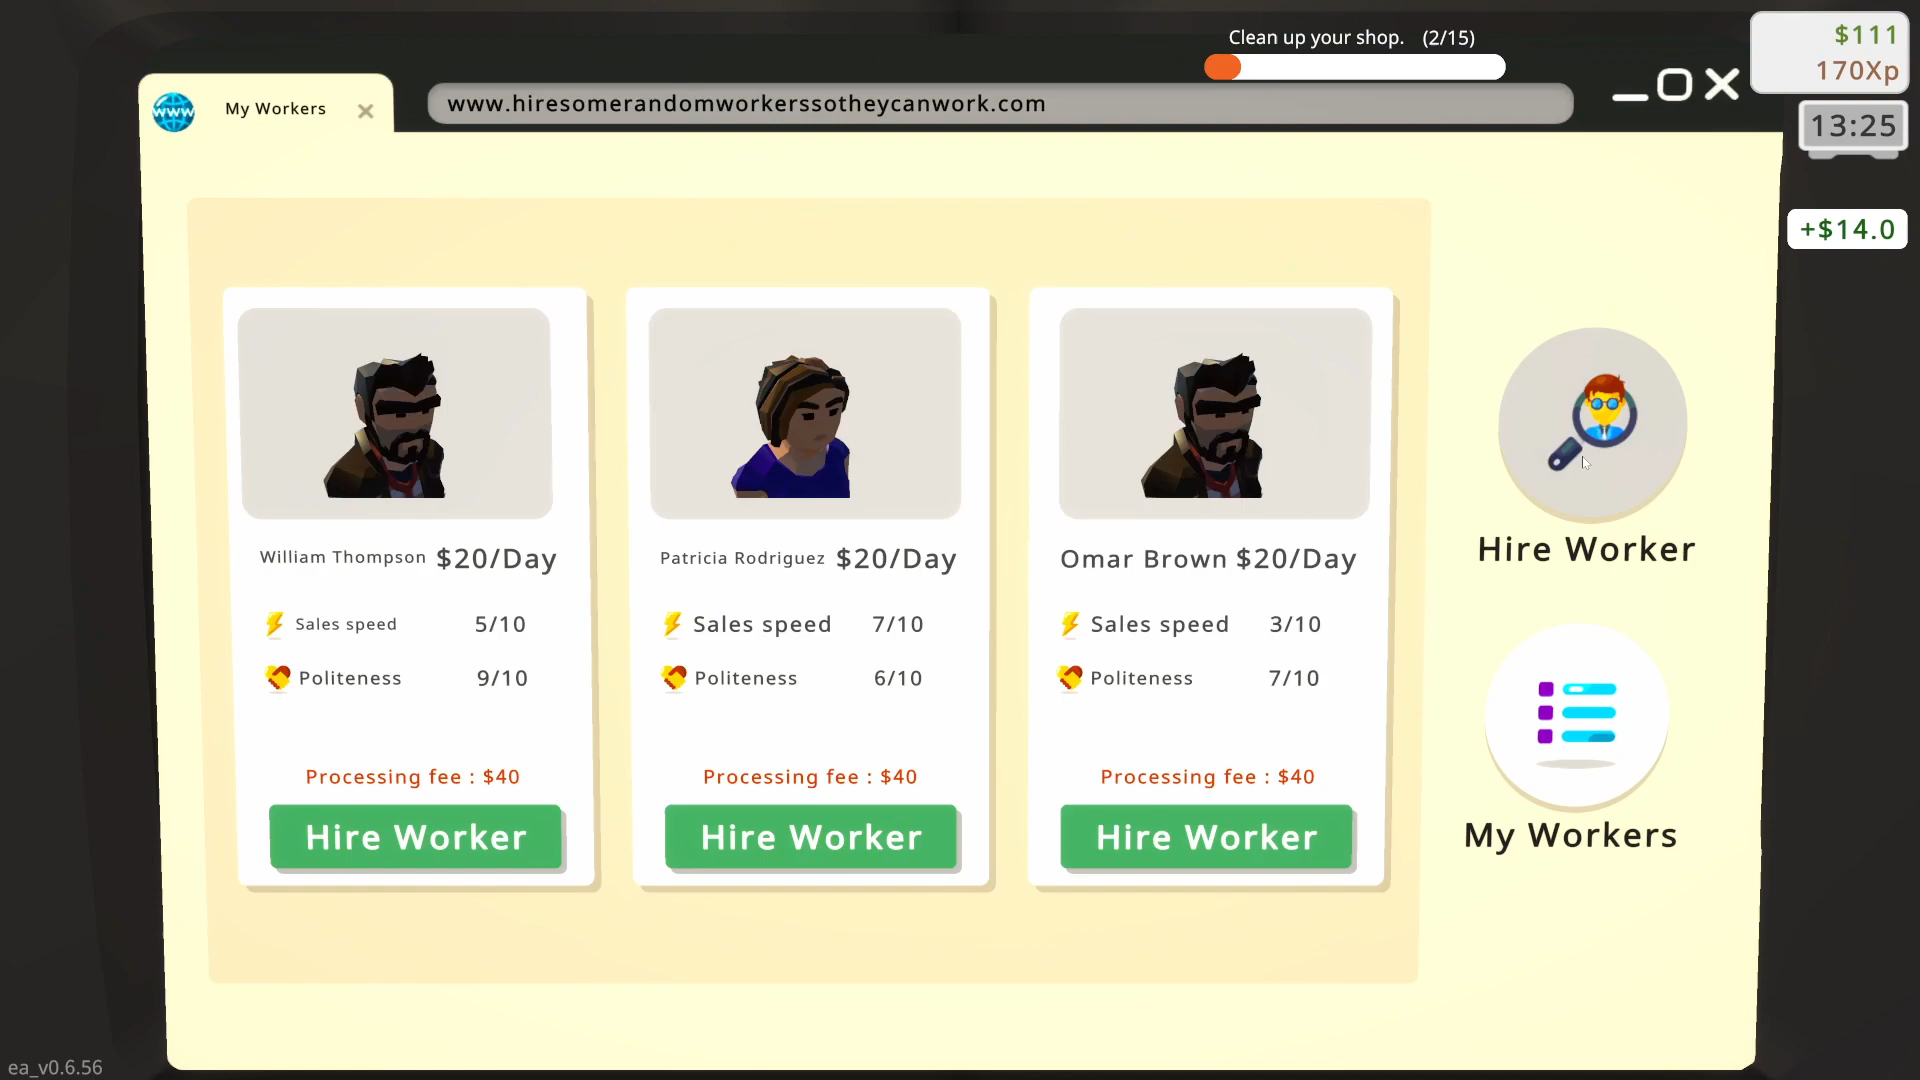 Clean up your shop. (2/15)
$111
170Xp
www
My Workers
www.hiresomerandomworkerssotheycanwork.com
13:25
+$14.0
William Thompson $20/Day
Sales speed 5/10
Politeness 9/10
Processing fee : $40
Hire Worker
Patricia Rodriguez $20/Day
Sales speed 7/10
Politeness 6/10
Processing fee : $40
Hire Worker
Omar Brown $20/Day
Sales speed 3/10
Politeness 7/10
Processing fee : $40
Hire Worker
Hire Worker
My Workers
ea_v0.6.56